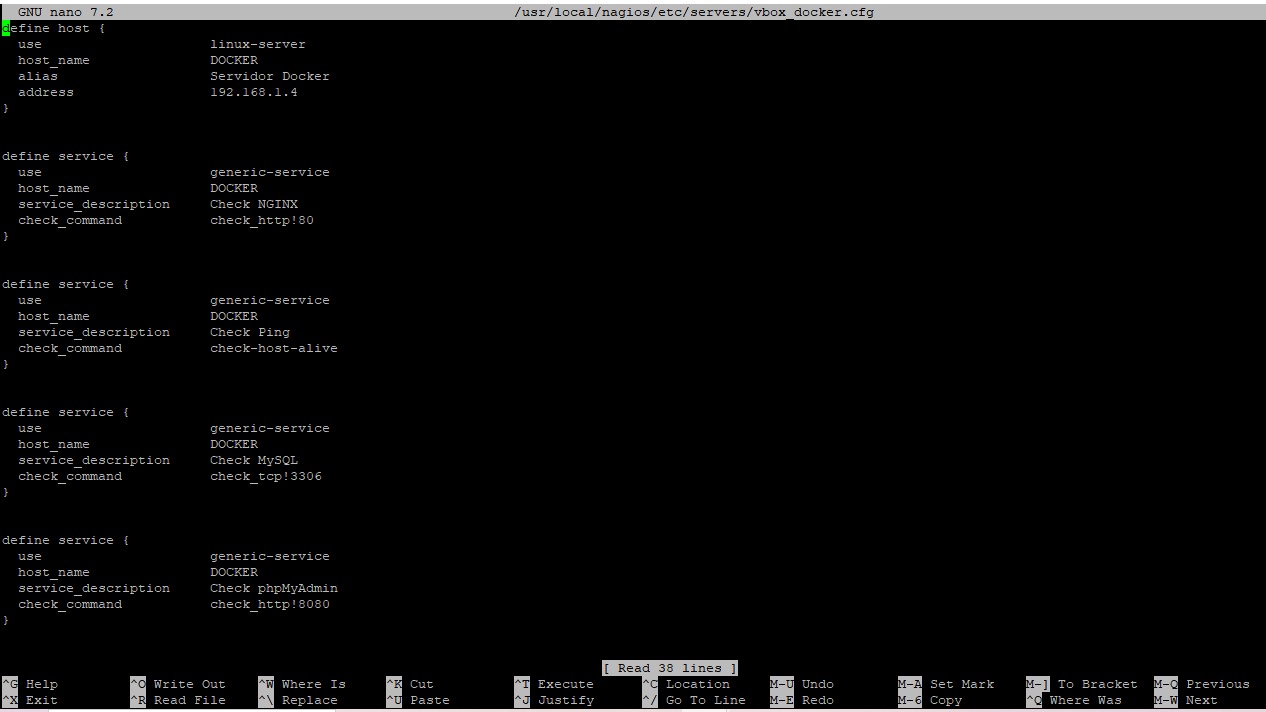 GNU nano 7.2 /usr/local/nagios/etc/servers/vbox_docker.cfg
define host {
  use                     linux-server
  host_name               DOCKER
  alias                   Servidor Docker
  address                 192.168.1.4
}
define service {
  use                     generic-service
  host_name               DOCKER
  service_description     Check NGINX
  check_command           check_http!80
}
define service {
  use                     generic-service
  host_name               DOCKER
  service_description     Check Ping
  check_command           check-host-alive
}
define service {
  use                     generic-service
  host_name               DOCKER
  service_description     Check MySQL
  check_command           check_tcp!3306
}
define service {
  use                     generic-service
  host_name               DOCKER
  service_description     Check phpMyAdmin
  check_command           check_http!8080
}
[ Read 38 lines ]
^G Help ^O Write Out ^W Where Is ^K Cut ^T Execute ^C Location M-U Undo M-A Set Mark M-] To Bracket M-Q Previous
^X Exit ^R Read File ^\ Replace ^U Paste ^J Justify ^/ Go To Line M-E Redo M-6 Copy ^Q Where Was M-W Next